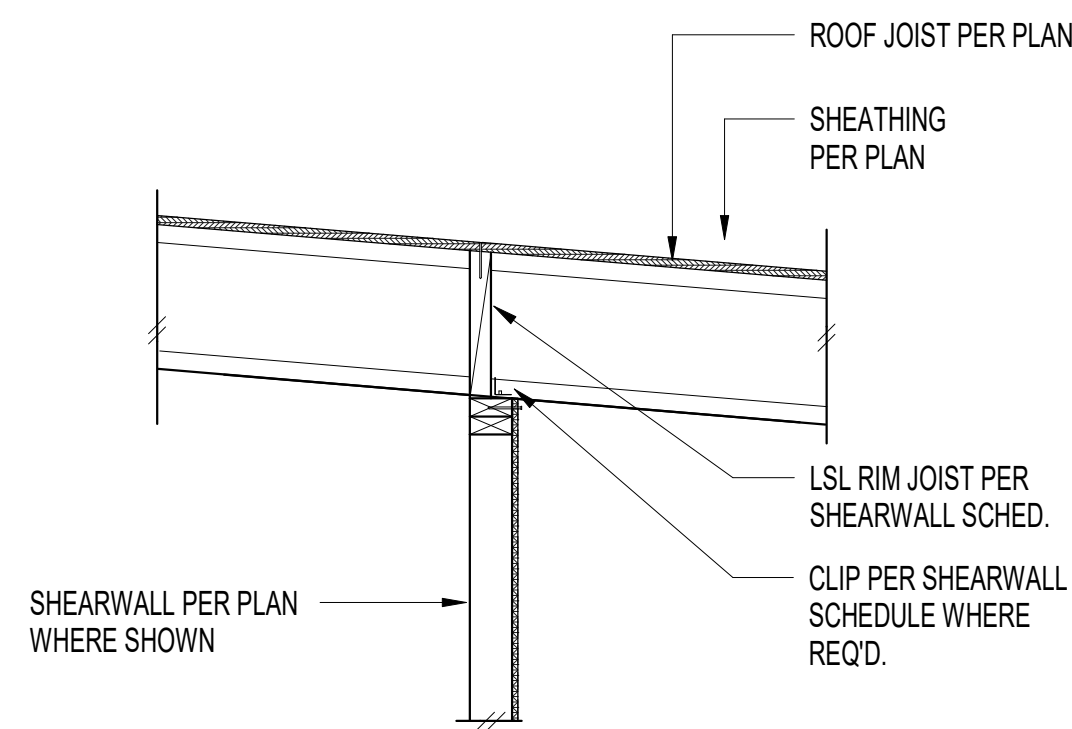 ROOF JOIST PER PLAN
SHEATHING
PER PLAN
LSL RIM JOIST PER
SHEARWALL SCHED.
CLIP PER SHEARWALL
SCHEDULE WHERE
REQ'D.
SHEARWALL PER PLAN
WHERE SHOWN